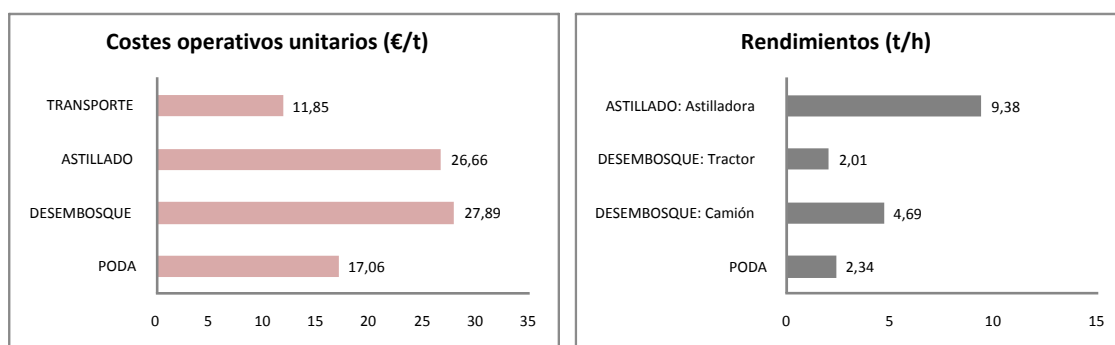 Costes operativos unitarios (€/t)
TRANSPORTE 11,85
ASTILLADO 26,66
DESEMBOSQUE 27,89
PODA 17,06
0 5 10 15 20 25 30 35
Rendimientos (t/h)
ASTILLADO: Astilladora 9,38
DESEMBOSQUE: Tractor 2,01
DESEMBOSQUE: Camión 4,69
PODA 2,34
0 5 10 15